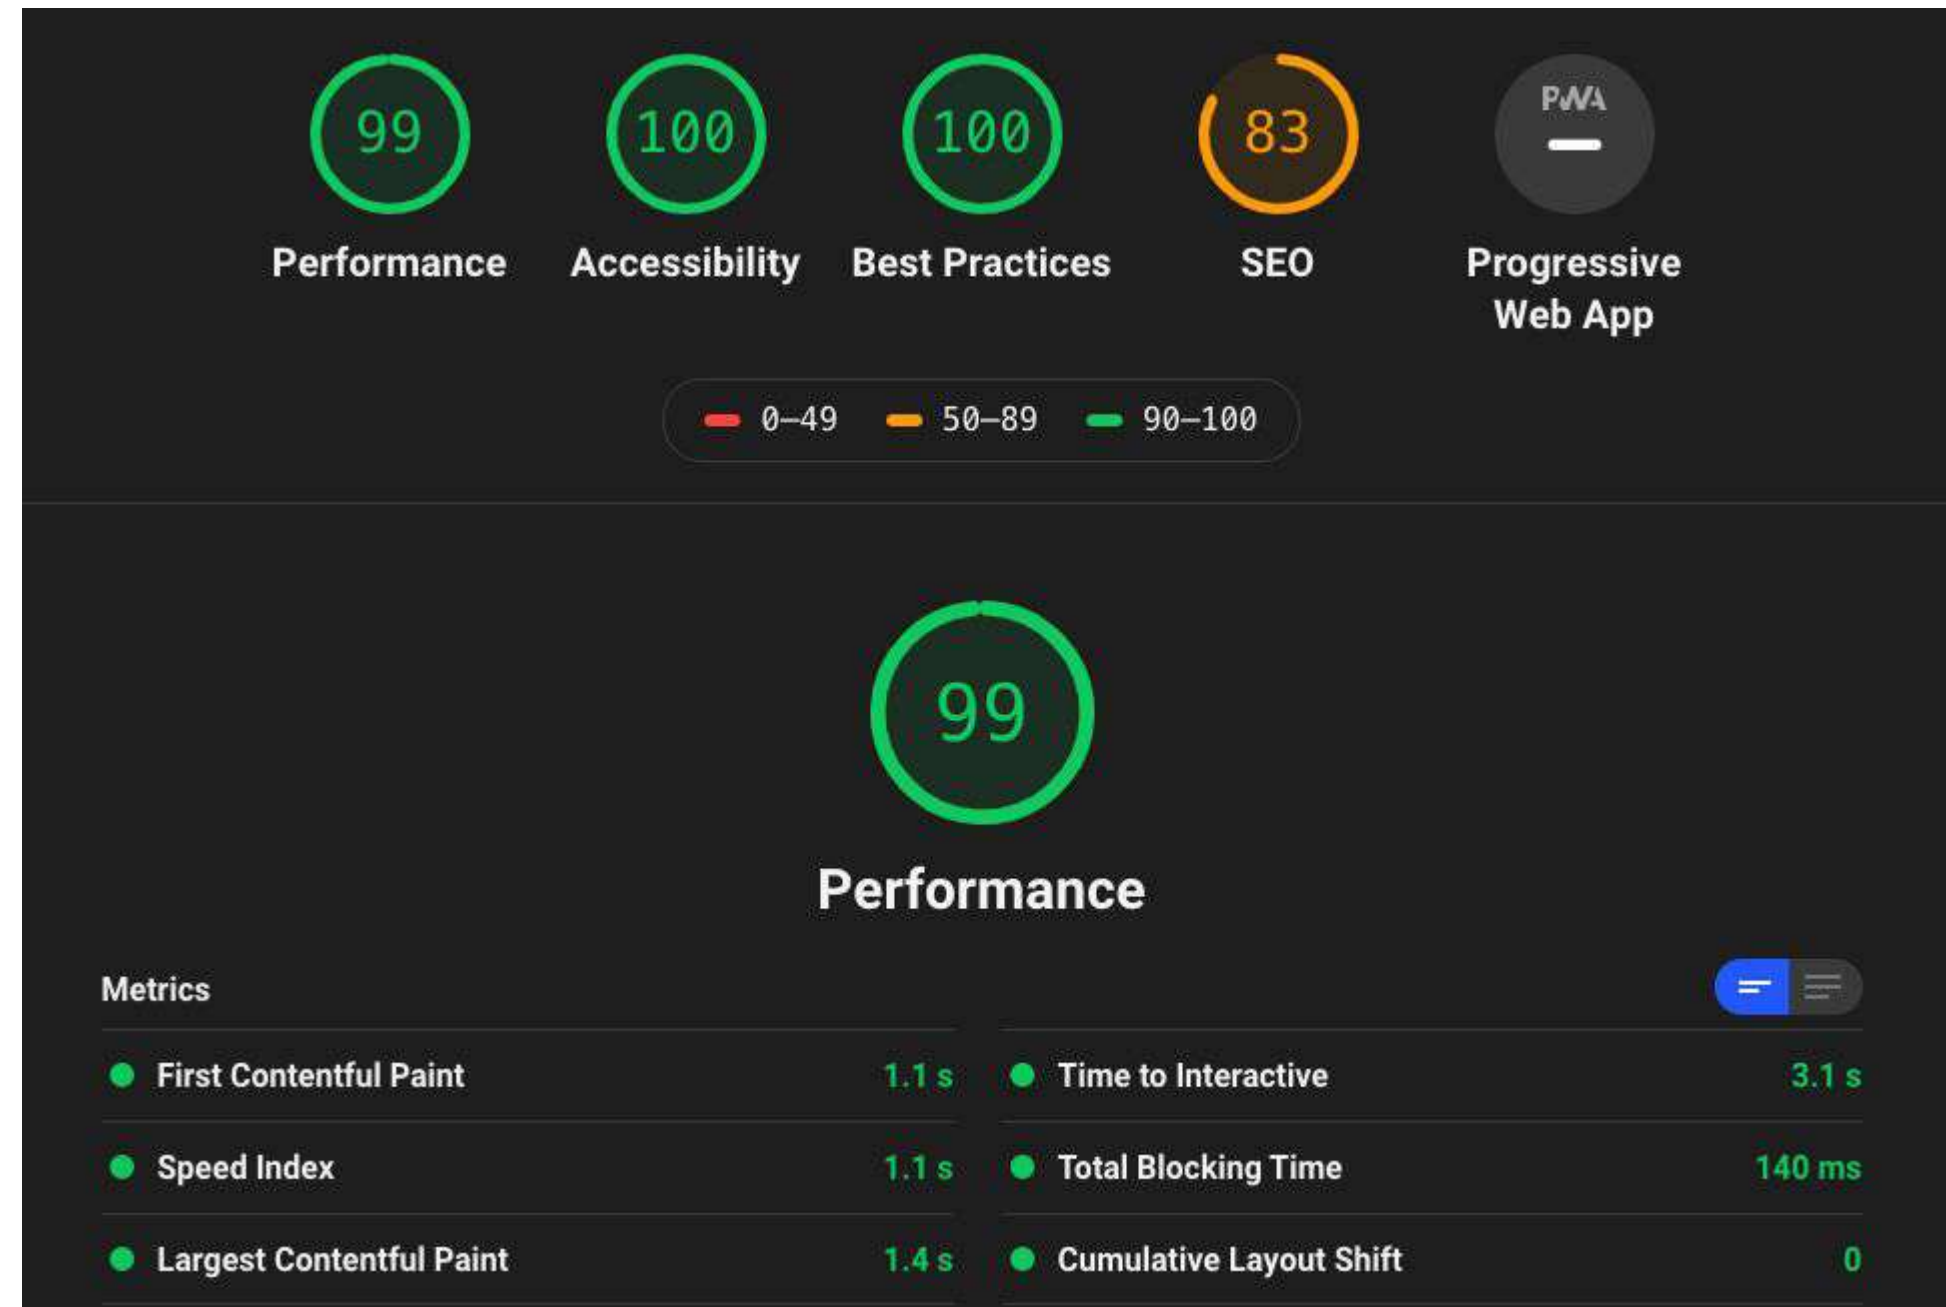 99
100
100
83
PWA
Performance
Accessibility
Best Practices
SEO
Progressive
Web App
0–49
50–89
90–100
99
Performance
Metrics
First Contentful Paint 1.1 s
Time to Interactive 3.1 s
Speed Index 1.1 s
Total Blocking Time 140 ms
Largest Contentful Paint 1.4 s
Cumulative Layout Shift 0